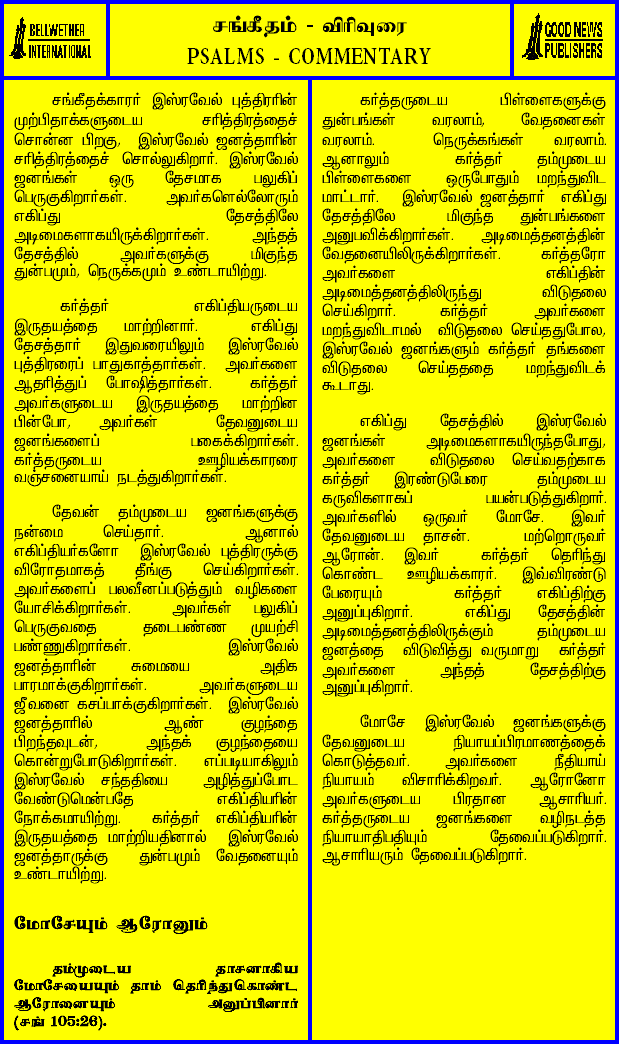 BELLWETHER
INTERNATIONAL
சங்கீதம் - விரிவுரை
PSALMS - COMMENTARY
GOOD NEWS
PUBLISHERS
சங்கீதக்காரர் இஸ்ரவேல் புத்திரரின்
முற்பிதாக்களுடைய சரித்திரத்தைச்
சொன்ன பிறகு, இஸ்ரவேல் ஜனத்தாரின்
சரித்திரத்தைச் சொல்லுகிறார். இஸ்ரவேல்
ஜனங்கள் ஒரு தேசமாக பலுகிப்
பெருகுகிறார்கள். அவர்களெல்லோரும்
எகிப்து தேசத்திலே
அடிமைகளாகயிருக்கிறார்கள். அந்தத்
தேசத்தில் அவர்களுக்கு மிகுந்த
துன்பமும், நெருக்கமும் உண்டாயிற்று.
கர்த்தர் எகிப்தியருடைய
இருதயத்தை மாற்றினார். எகிப்து
தேசத்தார் இதுவரையிலும் இஸ்ரவேல்
புத்திரரைப் பாதுகாத்தார்கள். அவர்களை
ஆதரித்துப் போஷித்தார்கள். கர்த்தர்
அவர்களுடைய இருதயத்தை மாற்றின
பின்போ, அவர்கள் தேவனுடைய
ஜனங்களைப் பகைக்கிறார்கள்.
கர்த்தருடைய ஊழியக்காரரை
வஞ்சனையாய் நடத்துகிறார்கள்.
தேவன் தம்முடைய ஜனங்களுக்கு
நன்மை செய்தார். ஆனால்
எகிப்தியர்களோ இஸ்ரவேல் புத்திரருக்கு
விரோதமாகத் தீங்கு செய்கிறார்கள்.
அவர்களைப் பலவீனப்படுத்தும் வழிகளை
யோசிக்கிறார்கள். அவர்கள் பலுகிப்
பெருகுவதை தடைபண்ண முயற்சி
பண்ணுகிறார்கள். இஸ்ரவேல்
ஜனத்தாரின் சுமையை அதிக
பாரமாக்குகிறார்கள். அவர்களுடைய
ஜீவனை கசப்பாக்குகிறார்கள். இஸ்ரவேல்
ஜனத்தாரில் ஆண் குழந்தை
பிறந்தவுடன், அந்தக் குழந்தையை
கொன்றுபோடுகிறார்கள். எப்படியாகிலும்
இஸ்ரவேல் சந்ததியை அழித்துப்போட
வேண்டுமென்பதே எகிப்தியரின்
நோக்கமாயிற்று. கர்த்தர் எகிப்தியரின்
இருதயத்தை மாற்றியதினால் இஸ்ரவேல்
ஜனத்தாருக்கு துன்பமும் வேதனையும்
உண்டாயிற்று.
மோசேயும் ஆரோனும்
தம்முடைய தாசனாகிய
மோசேயையும் தாம் தெரிந்துகொண்ட
ஆரோனையும் அனுப்பினார்
(சங் 105:26).
கர்த்தருடைய பிள்ளைகளுக்கு
துன்பங்கள் வரலாம், வேதனைகள்
வரலாம். நெருக்கங்கள் வரலாம்.
ஆனாலும் கர்த்தர் தம்முடைய
பிள்ளைகளை ஒருபோதும் மறந்துவிட
மாட்டார். இஸ்ரவேல் ஜனத்தார் எகிப்து
தேசத்திலே மிகுந்த துன்பங்களை
அனுபவிக்கிறார்கள். அடிமைத்தனத்தின்
வேதனையிலிருக்கிறார்கள். கர்த்தரோ
அவர்களை எகிப்தின்
அடிமைத்தனத்திலிருந்து விடுதலை
செய்கிறார். கர்த்தர் அவர்களை
மறந்துவிடாமல் விடுதலை செய்ததுபோல,
இஸ்ரவேல் ஜனங்களும் கர்த்தர் தங்களை
விடுதலை செய்ததை மறந்துவிடக்
கூடாது.
எகிப்து தேசத்தில் இஸ்ரவேல்
ஜனங்கள் அடிமைகளாகயிருந்தபோது,
அவர்களை விடுதலை செய்வதற்காக
கர்த்தர் இரண்டுபேரை தம்முடைய
கருவிகளாகப் பயன்படுத்துகிறார்.
அவர்களில் ஒருவர் மோசே. இவர்
தேவனுடைய தாசன். மற்றொருவர்
ஆரோன். இவர் கர்த்தர் தெரிந்து
கொண்ட ஊழியக்காரர். இவ்விரண்டு
பேரையும் கர்த்தர் எகிப்திற்கு
அனுப்புகிறார். எகிப்து தேசத்தின்
அடிமைத்தனத்திலிருக்கும் தம்முடைய
ஜனத்தை விடுவித்து வருமாறு கர்த்தர்
அவர்களை அந்தத் தேசத்திற்கு
அனுப்புகிறார்.
மோசே இஸ்ரவேல் ஜனங்களுக்கு
தேவனுடைய நியாயப்பிரமாணத்தைக்
கொடுத்தவர். அவர்களை நீதியாய்
நியாயம் விசாரிக்கிறவர். ஆரோனோ
அவர்களுடைய பிரதான ஆசாரியர்.
கர்த்தருடைய ஜனங்களை வழிநடத்த
நியாயாதிபதியும் தேவைப்படுகிறார்.
ஆசாரியரும் தேவைப்படுகிறார்.